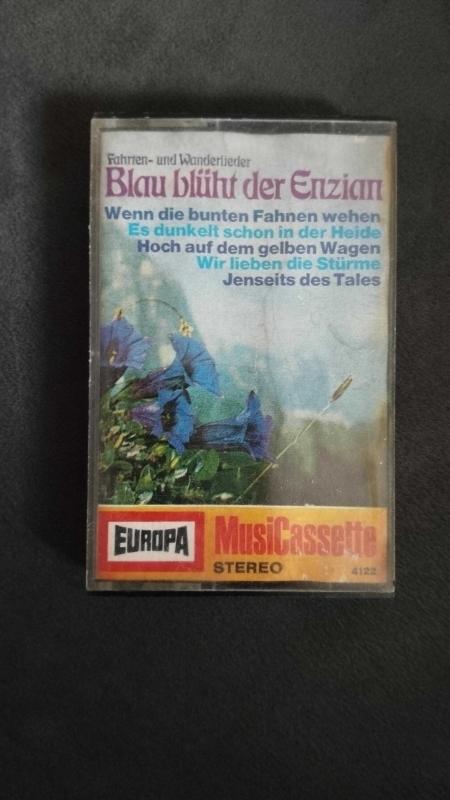 Fahrten- und Wanderlieder
Blau blüht der Enzian
Wenn die bunten Fahnen wehen
Es dunkelt schon in der Heide
Hoch auf dem gelben Wagen
Wir lieben die Stürme
Jenseits des Tales
EUROPA
MusiCassette
STEREO
4122